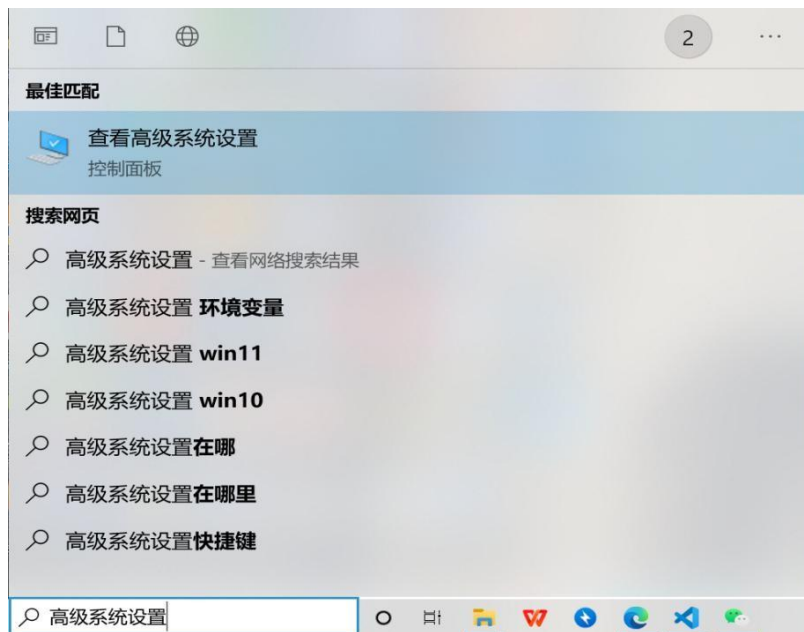 2
...
最佳匹配
查看高级系统设置
控制面板
搜索网页
高级系统设置 - 查看网络搜索结果
高级系统设置 环境变量
高级系统设置 win11
高级系统设置 win10
高级系统设置在哪
高级系统设置在哪里
高级系统设置快捷键
高级系统设置